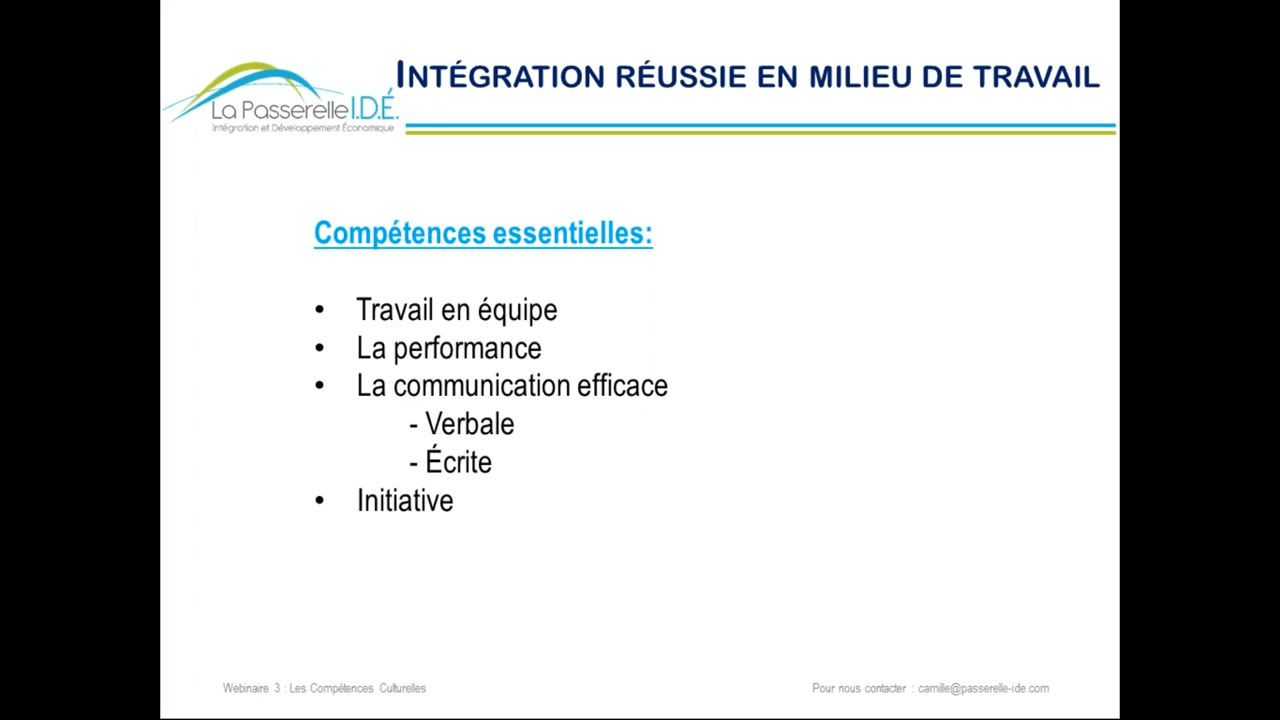 INTÉGRATION RÉUSSIE EN MILIEU DE TRAVAIL
La Passerelle I.D.É.
Intégration et Développement Économique
Compétences essentielles:
• Travail en équipe
• La performance
• La communication efficace
- Verbale
- Écrite
• Initiative
Webinaire 3 : Les Compétences Culturelles
Pour nous contacter : camille@passerelle-ide.com